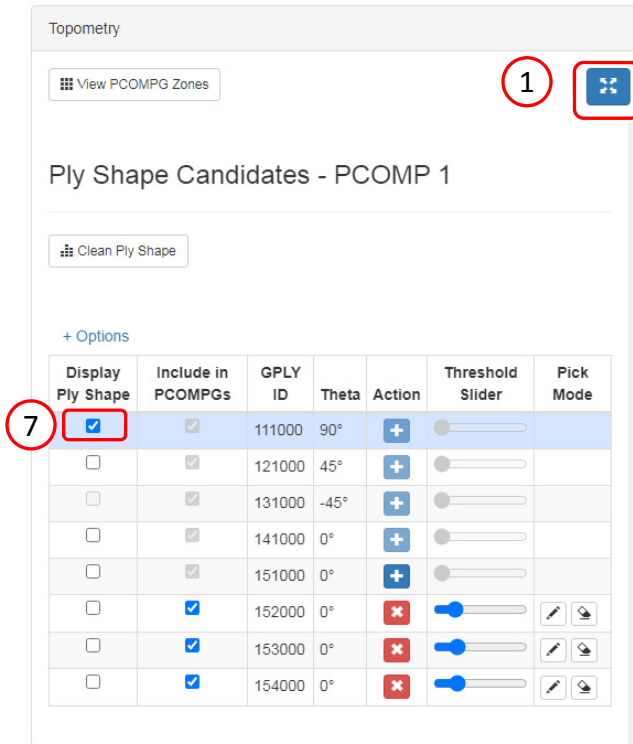 Topometry
View PCOMPG Zones
1
Ply Shape Candidates - PCOMP 1
Clean Ply Shape
+ Options
Display Ply Shape Include in PCOMPGs GPLY ID Theta Action Threshold Slider Pick Mode
7 111000 90°
121000 45°
131000 -45°
141000 0°
151000 0°
152000 0°
153000 0°
154000 0°